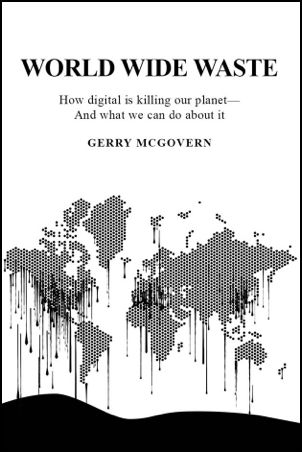 WORLD WIDE WASTE
How digital is killing our planet—
And what we can do about it
GERRY MCGOVERN